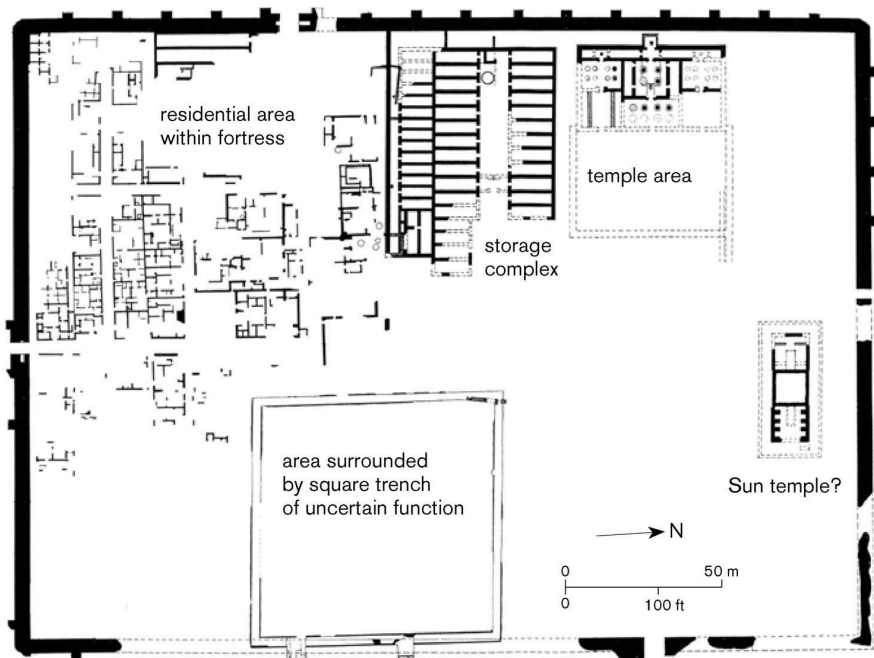 residential area
within fortress
temple area
storage
complex
area surrounded
by square trench
of uncertain function
Sun temple?
N
0 50 m
0 100 ft